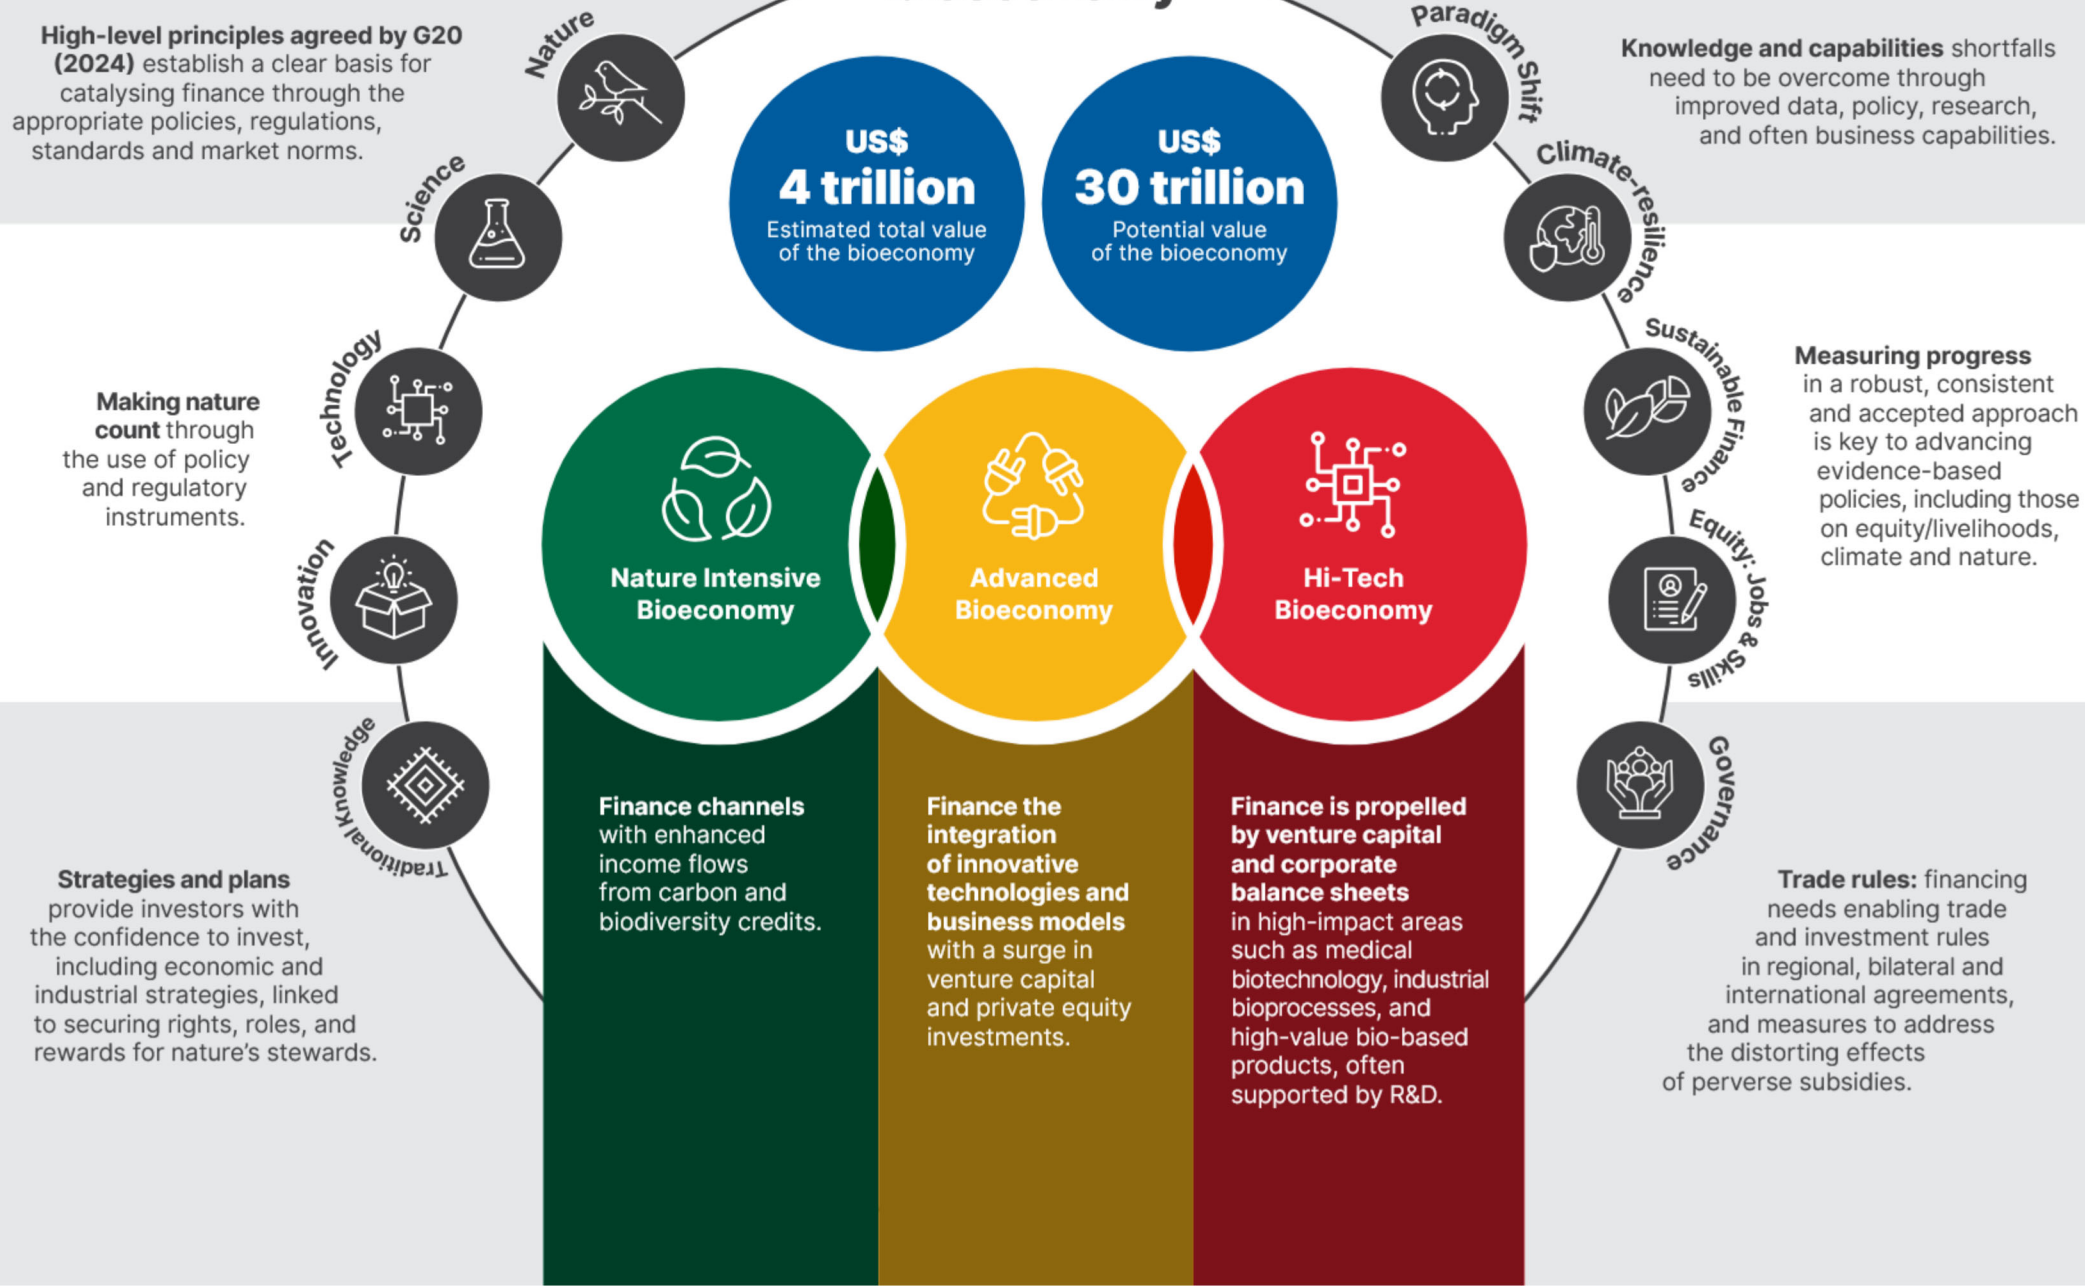 High-level principles agreed by G20
(2024) establish a clear basis for
catalysing finance through the
appropriate policies, regulations,
standards and market norms.
Making nature
count through
the use of policy
and regulatory
instruments.
Strategies and plans
provide investors with
the confidence to invest,
including economic and
industrial strategies, linked
to securing rights, roles, and
rewards for nature's stewards.
Nature
Science
Technology
Innovation
Traditional Knowledge
US$
4 trillion
Estimated total value
of the bioeconomy
US$
30 trillion
Potential value
of the bioeconomy
Nature Intensive
Bioeconomy
Advanced
Bioeconomy
Hi-Tech
Bioeconomy
Finance channels
with enhanced
income flows
from carbon and
biodiversity credits.
Finance the
integration
of innovative
technologies and
business models
with a surge in
venture capital
and private equity
investments.
Finance is propelled
by venture capital
and corporate
balance sheets
in high-impact areas
such as medical
biotechnology, industrial
bioprocesses, and
high-value bio-based
products, often
supported by R&D.
Paradigm Shift
Climate-resilience
Sustainable Finance
Equity: Jobs & Skills
Governance
Knowledge and capabilities shortfalls
need to be overcome through
improved data, policy, research,
and often business capabilities.
Measuring progress
in a robust, consistent
and accepted approach
is key to advancing
evidence-based
policies, including those
on equity/livelihoods,
climate and nature.
Trade rules: financing
needs enabling trade
and investment rules
in regional, bilateral and
international agreements,
and measures to address
the distorting effects
of perverse subsidies.